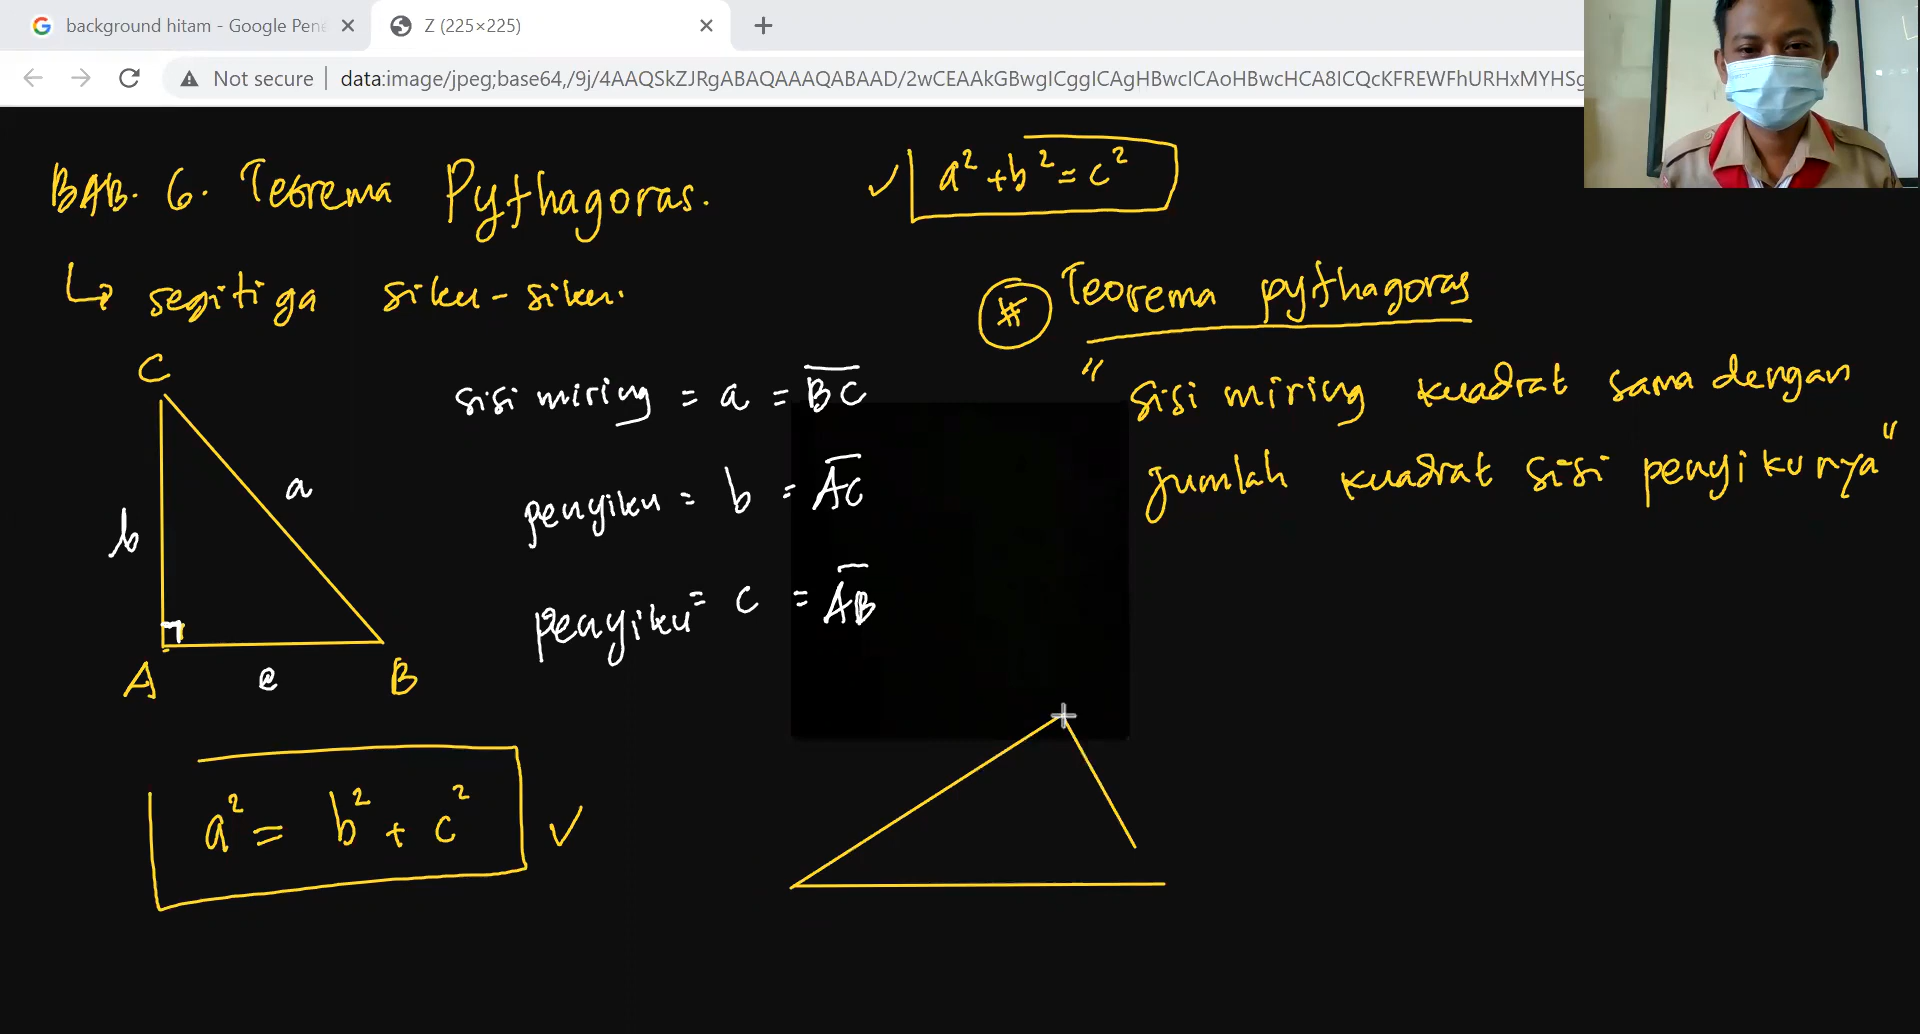 background hitam - Google Pen
Z (225×225)
Not secure
data:image/jpeg;base64,/9j/4AAQSkZJRgABAQAAAQABAAD/2wCEAAkGBwgICggICAgHBwcICAoHBwcHCA8ICQcKFREWFhURHxMYHSg
BAB. 6. Teorema Pythagoras.
a²+b²=c²
↳ segitiga siku-siku.
* Teorema pythagoras
" sisi miring kuadrat sama dengan
jumlah kuadrat sisi penyikunya "
C
sisi miring = a = BC
a
penyiku = b = AC
b
penyiku = c = AB
A
B
a² = b² + c²